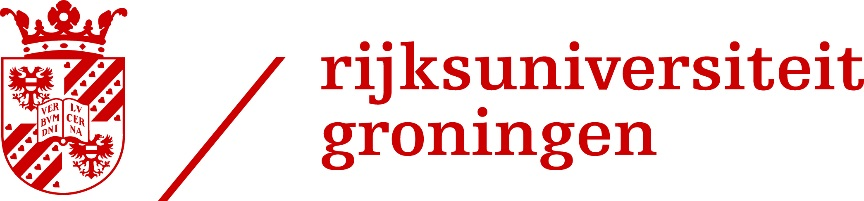 rijksuniversiteit
groningen
VER
BVM
DNI
LV
CER
NA